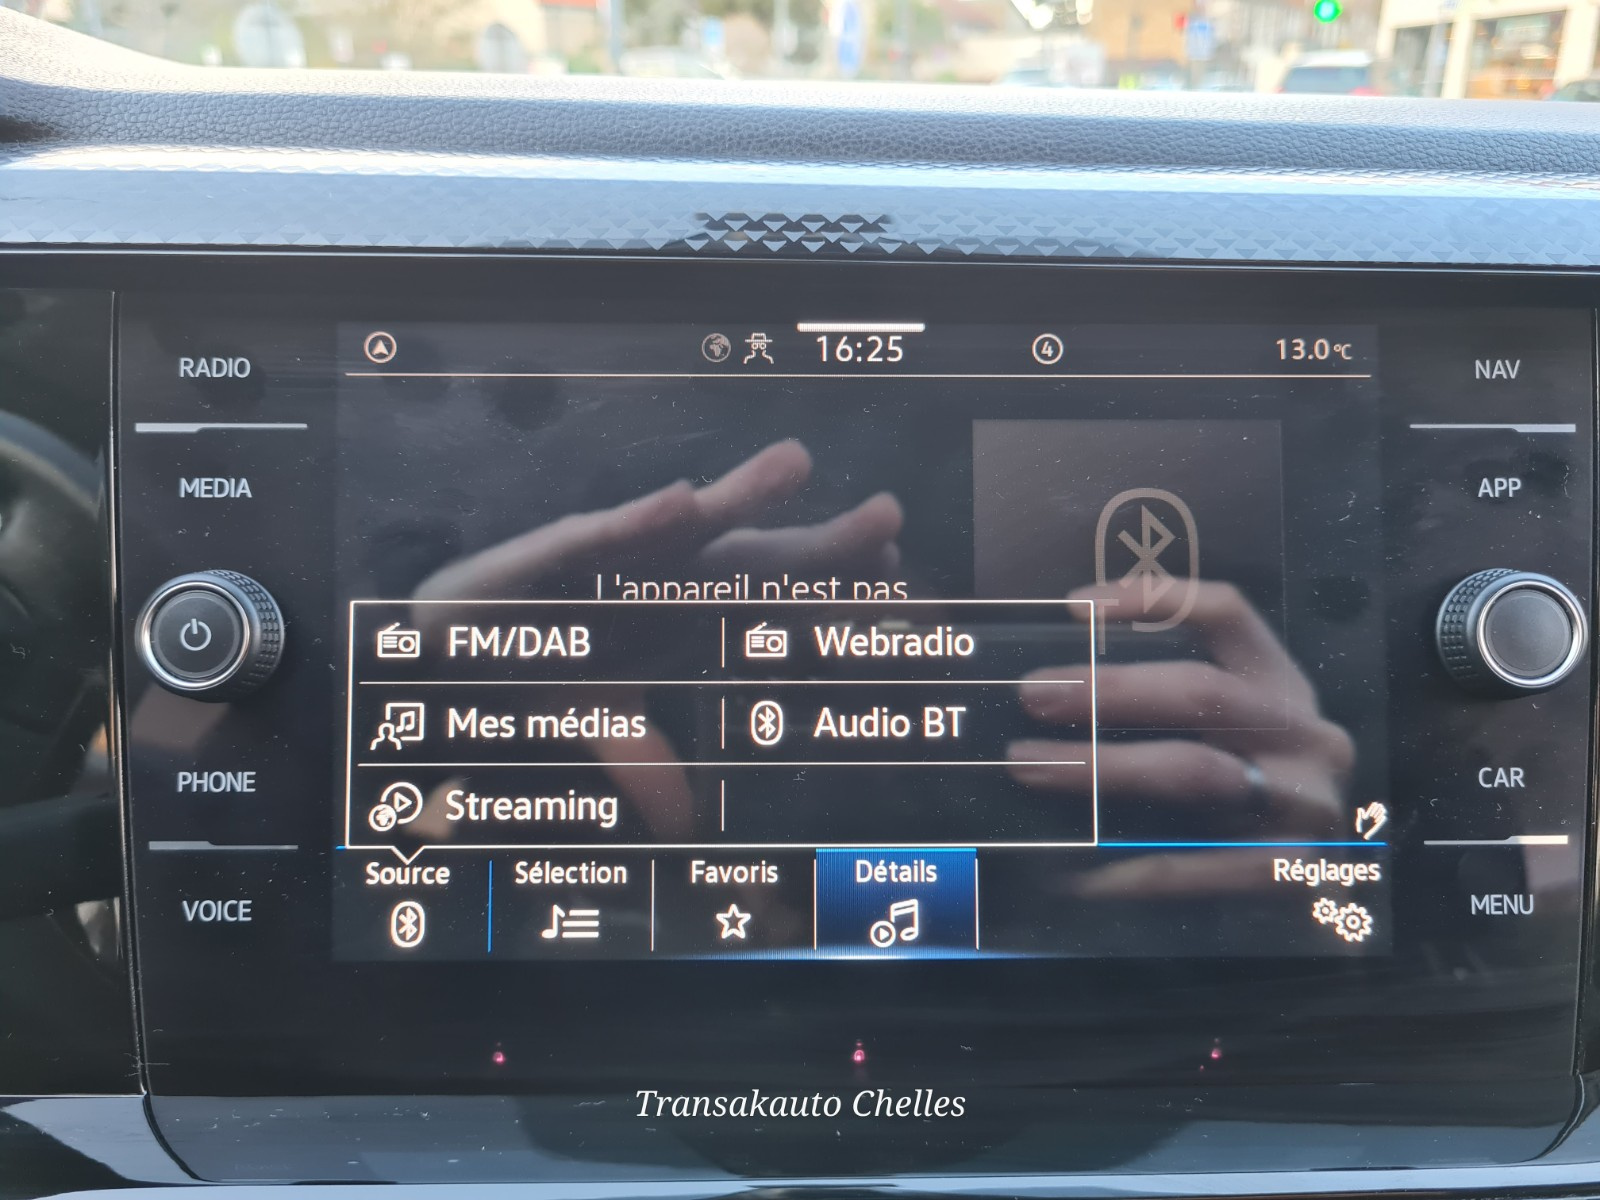 RADIO
MEDIA
PHONE
VOICE
16:25
4
13.0°C
L'appareil n'est pas
FM/DAB
Webradio
Mes médias
Audio BT
Streaming
Source
Sélection
Favoris
Détails
Réglages
NAV
APP
CAR
MENU
Transakauto Chelles